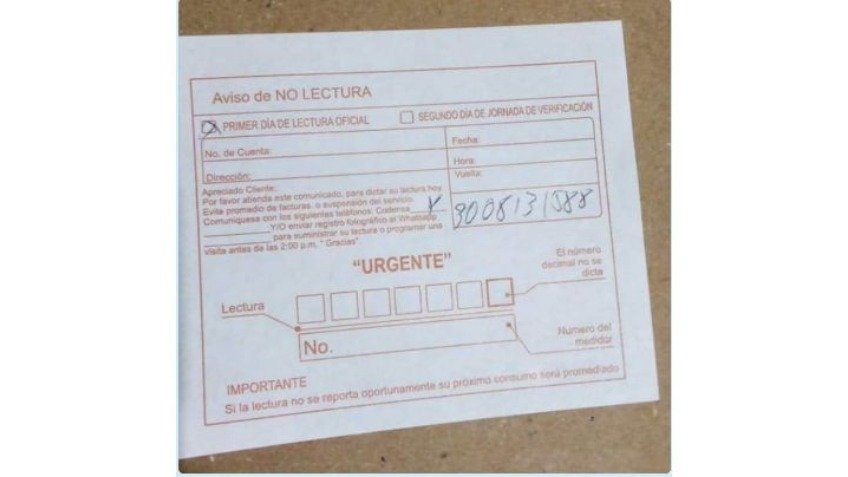 Aviso de NO LECTURA
PRIMER DÍA DE LECTURA OFICIAL
SEGUNDO DÍA DE JORNADA DE VERIFICACIÓN
No. de Cuenta:
Fecha:
Hora:
Dirección:
Vuelta:
Apreciado Cliente:
Por favor atienda este comunicado, para dictar su lectura hoy
Evite promedio de facturas o suspensión del servicio.
Comuníquese con los siguientes teléfonos: Codensa
Y/O enviar registro fotográfico al Whatsapp
para suministrar su lectura o programar una
visita antes de las 2:00 p.m. "Gracias".
3008131588
"URGENTE"
El número
decimal no se
dicta
Lectura
No.
Número del
medidor
IMPORTANTE
Si la lectura no se reporta oportunamente su próximo consumo será promediado